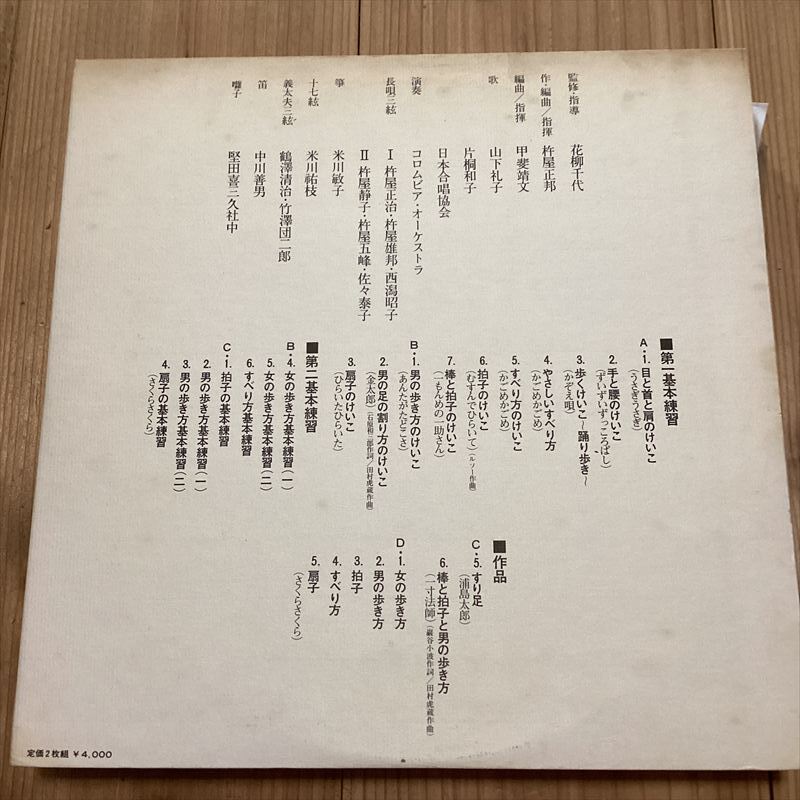 監修・指導 花柳千代
作・編曲/指揮 杵屋正邦
編曲/指揮 甲斐靖文
歌 山下礼子
片桐和子
日本合唱協会
演奏 コロムビア・オーケストラ
長唄三絃 Ⅰ 杵屋正治・杵屋雄邦・西潟昭子
Ⅱ 杵屋静子・杵屋五峰・佐々泰子
箏 米川敏子
十七絃 米川祐枝
義太夫三絃 鶴澤清治・竹澤団二郎
笛 中川善男
囃子 堅田喜三久社中
■第一基本練習
A・1. 目と首と肩のけいこ
(うさぎうさぎ)
2. 手と腰のけいこ
(ずいずいずっころばし)
3. 歩くけいこ~踊り歩き~
(かぞえ唄)
4. やさしいすべり方
(かごめかごめ)
5. すべり方のけいこ
(かごめかごめ)
6. 拍子のけいこ
(むすんでひらいて)(ルソー作曲)
7. 棒と拍子のけいこ
(一もんめの一助さん)
B・1. 男の歩き方のけいこ
(あんたがたどこさ)
2. 男の足の割り方のけいこ
(金太郎)(石原和三郎作詞/田村虎蔵作曲)
3. 扇子のけいこ
(ひらいたひらいた)
■第二基本練習
B・4. 女の歩き方基本練習(一)
5. 女の歩き方基本練習(二)
6. すべり方基本練習
C・1. 拍子の基本練習
2. 男の歩き方基本練習(一)
3. 男の歩き方基本練習(二)
4. 扇子の基本練習
(さくらさくら)
■作品
C・5. すり足
(浦島太郎)
6. 棒と拍子と男の歩き方
(一寸法師)(巌谷小波作詞/田村虎蔵作曲)
D・1. 女の歩き方
2. 男の歩き方
3. 拍子
4. すべり方
5. 扇子
(さくらさくら)
定価2枚組 ¥4,000